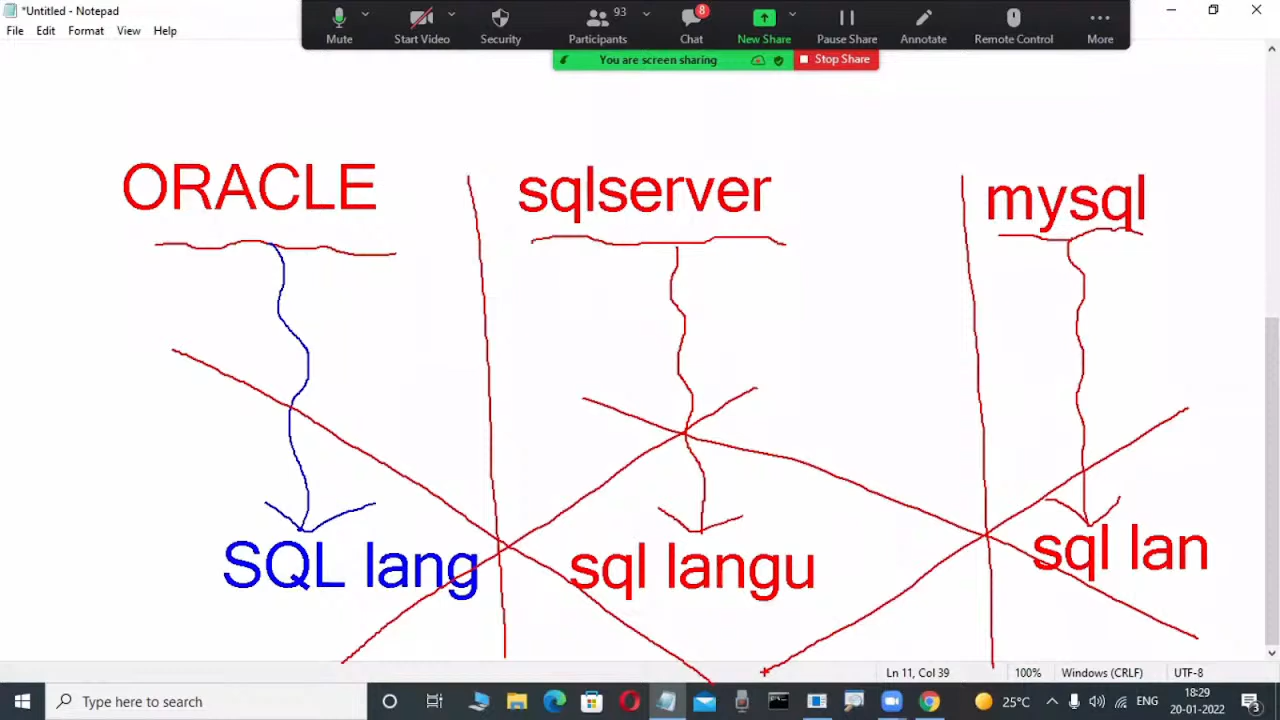 *Untitled - Notepad
File Edit Format View Help
Mute
Start Video
Security
93
Participants
8
Chat
New Share
Pause Share
Annotate
Remote Control
More
You are screen sharing
Stop Share
ORACLE sqlserver mysql
SQL lang sql langu sql lan
Ln 11, Col 39 100% Windows (CRLF) UTF-8
Type here to search
25°C ENG
18:29
20-01-2022
3